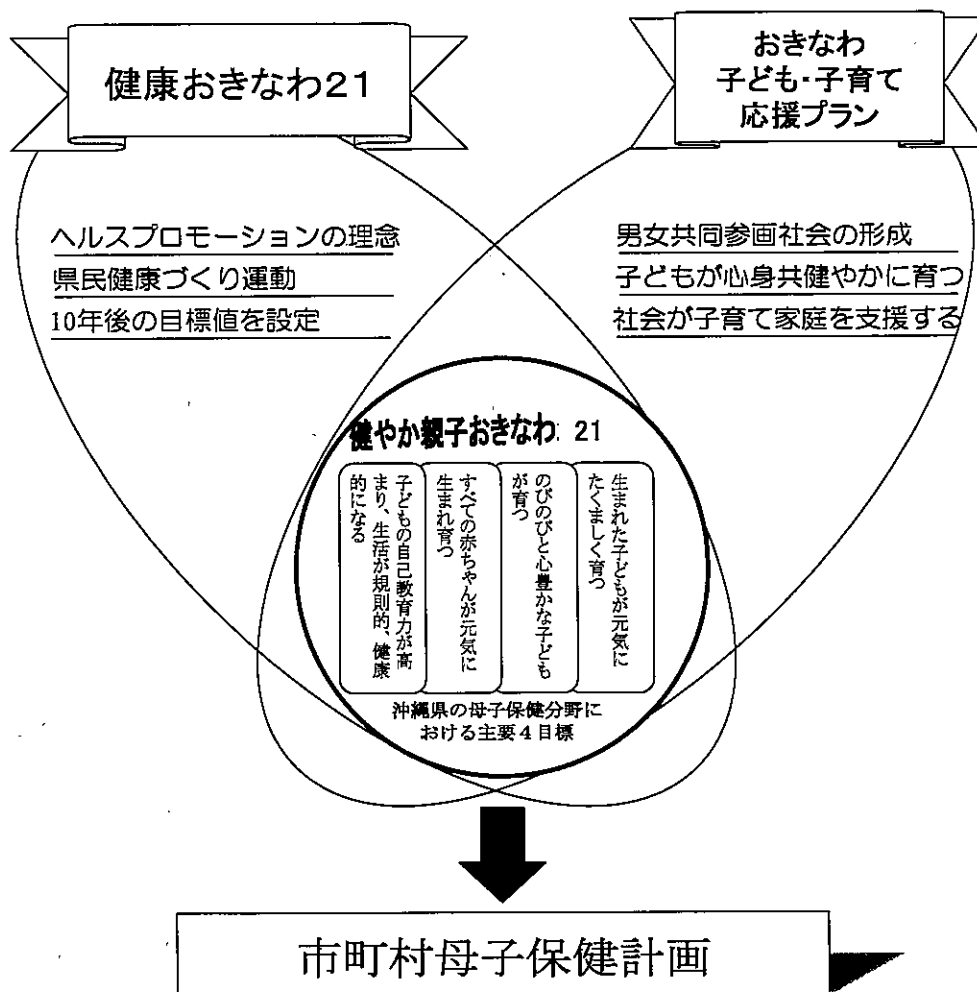 健康おきなわ21
おきなわ
子ども・子育て
応援プラン
ヘルスプロモーションの理念
県民健康づくり運動
10年後の目標値を設定
男女共同参画社会の形成
子どもが心身共健やかに育つ
社会が子育て家庭を支援する
健やか親子おきなわ 21
生まれた子どもが元気に
たくましく育つ
のびのびと心豊かな子ども
が育つ
すべての赤ちゃんが元気に
生まれ育つ
子どもの自己教育力が高
まり、生活が規則的、健康
的になる
沖縄県の母子保健分野に
おける主要4目標
市町村母子保健計画